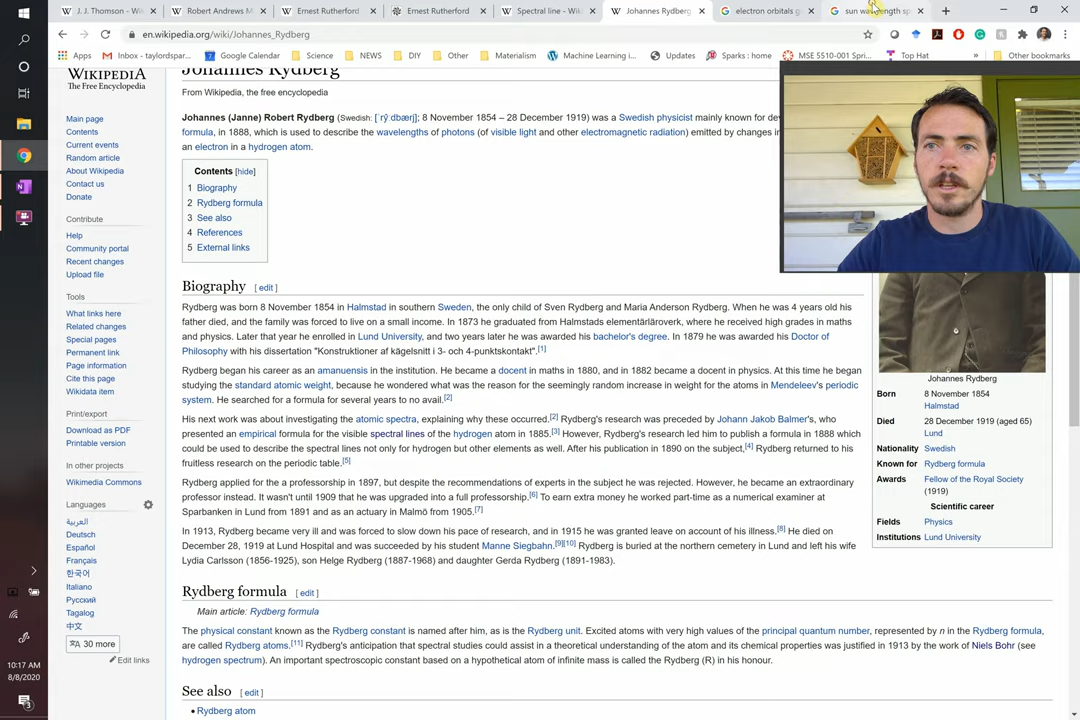 J. J. Thomson - Wiki
Robert Andrews M
Ernest Rutherford
Ernest Rutherford
Spectral line - Wiki
Johannes Rydberg
electron orbitals g
sun wavelength sp
en.wikipedia.org/wiki/Johannes_Rydberg
Apps
Inbox - taylordspar...
Google Calendar
Science
NEWS
DIY
Other
Materialism
Machine Learning i...
Updates
Sparks : home
MSE 5510-001 Spri...
Top Hat
»
Other bookmarks
WIKIPEDIA
The Free Encyclopedia
Main page
Contents
Current events
Random article
About Wikipedia
Contact us
Donate
Contribute
Help
Community portal
Recent changes
Upload file
Tools
What links here
Related changes
Special pages
Permanent link
Page information
Cite this page
Wikidata item
Print/export
Download as PDF
Printable version
In other projects
Wikimedia Commons
Languages
العربية
Deutsch
Español
Français
한국어
Italiano
Русский
Tagalog
中文
30 more
Edit links
Johannes Rydberg
From Wikipedia, the free encyclopedia
Johannes (Janne) Robert Rydberg (Swedish: [ˈrŷːdbærj]; 8 November 1854 – 28 December 1919) was a Swedish physicist mainly known for de
formula, in 1888, which is used to describe the wavelengths of photons (of visible light and other electromagnetic radiation) emitted by changes in
an electron in a hydrogen atom.
Contents [hide]
1 Biography
2 Rydberg formula
3 See also
4 References
5 External links
Biography [ edit ]
Rydberg was born 8 November 1854 in Halmstad in southern Sweden, the only child of Sven Rydberg and Maria Anderson Rydberg. When he was 4 years old his
father died, and the family was forced to live on a small income. In 1873 he graduated from Halmstads elementärläroverk, where he received high grades in maths
and physics. Later that year he enrolled in Lund University, and two years later he was awarded his bachelor's degree. In 1879 he was awarded his Doctor of
Philosophy with his dissertation "Konstruktioner af kägelsnitt i 3- och 4-punktskontakt".[1]
Rydberg began his career as an amanuensis in the institution. He became a docent in maths in 1880, and in 1882 became a docent in physics. At this time he began
studying the standard atomic weight, because he wondered what was the reason for the seemingly random increase in weight for the atoms in Mendeleev's periodic
system. He searched for a formula for several years to no avail.[2]
His next work was about investigating the atomic spectra, explaining why these occurred.[2] Rydberg's research was preceded by Johann Jakob Balmer's, who
presented an empirical formula for the visible spectral lines of the hydrogen atom in 1885.[3] However, Rydberg's research led him to publish a formula in 1888 which
could be used to describe the spectral lines not only for hydrogen but other elements as well. After his publication in 1890 on the subject,[4] Rydberg returned to his
fruitless research on the periodic table.[5]
Rydberg applied for the a professorship in 1897, but despite the recommendations of experts in the subject he was rejected. However, he became an extraordinary
professor instead. It wasn't until 1909 that he was upgraded into a full professorship.[6] To earn extra money he worked part-time as a numerical examiner at
Sparbanken in Lund from 1891 and as an actuary in Malmö from 1905.[7]
In 1913, Rydberg became very ill and was forced to slow down his pace of research, and in 1915 he was granted leave on account of his illness.[8] He died on
December 28, 1919 at Lund Hospital and was succeeded by his student Manne Siegbahn.[9][10] Rydberg is buried at the northern cemetery in Lund and left his wife
Lydia Carlsson (1856-1925), son Helge Rydberg (1887-1968) and daughter Gerda Rydberg (1891-1983).
Rydberg formula [ edit ]
Main article: Rydberg formula
The physical constant known as the Rydberg constant is named after him, as is the Rydberg unit. Excited atoms with very high values of the principal quantum number, represented by n in the Rydberg formula,
are called Rydberg atoms.[11] Rydberg's anticipation that spectral studies could assist in a theoretical understanding of the atom and its chemical properties was justified in 1913 by the work of Niels Bohr (see
hydrogen spectrum). An important spectroscopic constant based on a hypothetical atom of infinite mass is called the Rydberg (R) in his honour.
See also [ edit ]
• Rydberg atom
Johannes Rydberg
Born 8 November 1854
Halmstad
Died 28 December 1919 (aged 65)
Lund
Nationality Swedish
Known for Rydberg formula
Awards Fellow of the Royal Society
(1919)
Scientific career
Fields Physics
Institutions Lund University
10:17 AM
8/8/2020
3